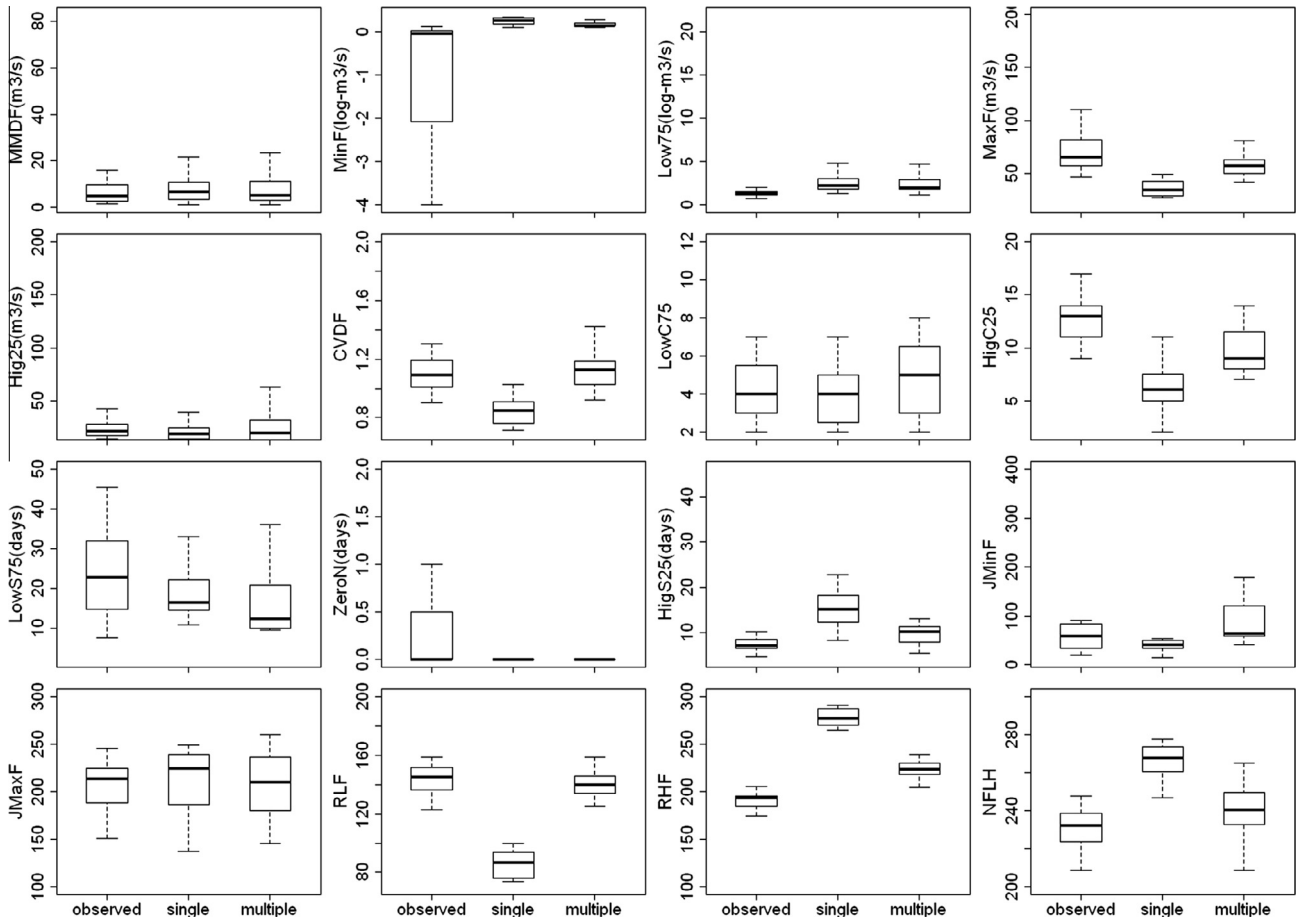 MMDF(m3/s)
0 20 40 60 80
MinF(log-m3/s)
-4 -3 -2 -1 0
Low75(log-m3/s)
0 5 10 15 20
MaxF(m3/s)
50 100 150 200
Hig25(m3/s)
50 100 150 200
CVDF
0.8 1.2 1.6 2.0
LowC75
2 4 6 8 10 12
HigC25
5 10 15 20
LowS75(days)
10 20 30 40 50
ZeroN(days)
0.0 0.5 1.0 1.5 2.0
HigS25(days)
10 20 30 40
JMinF
0 100 200 300 400
JMaxF
100 150 200 250 300
RLF
80 120 160 200
RHF
100 150 200 250 300
NFLH
200 240 280
observed single multiple
observed single multiple
observed single multiple
observed single multiple